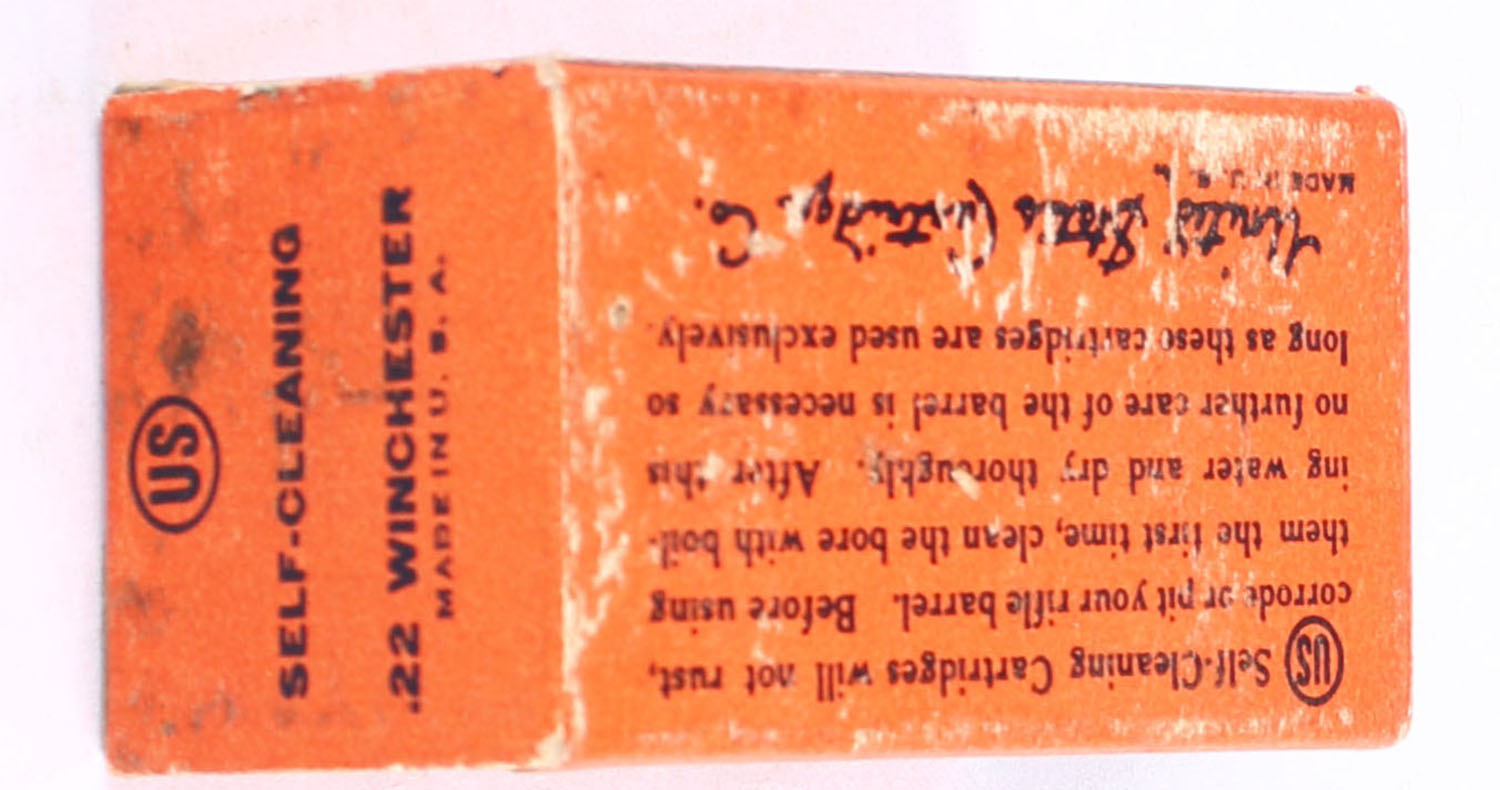 US
SELF-CLEANING
.22 WINCHESTER
MADE IN U. S. A.
US Self-Cleaning Cartridges will not rust,
corrode or pit your rifle barrel. Before using
them the first time, clean the bore with boil-
ing water and dry thoroughly. After this
no further care of the barrel is necessary so
long as these cartridges are used exclusively.
United States Cartridge Co.
MADE IN U. S. A.